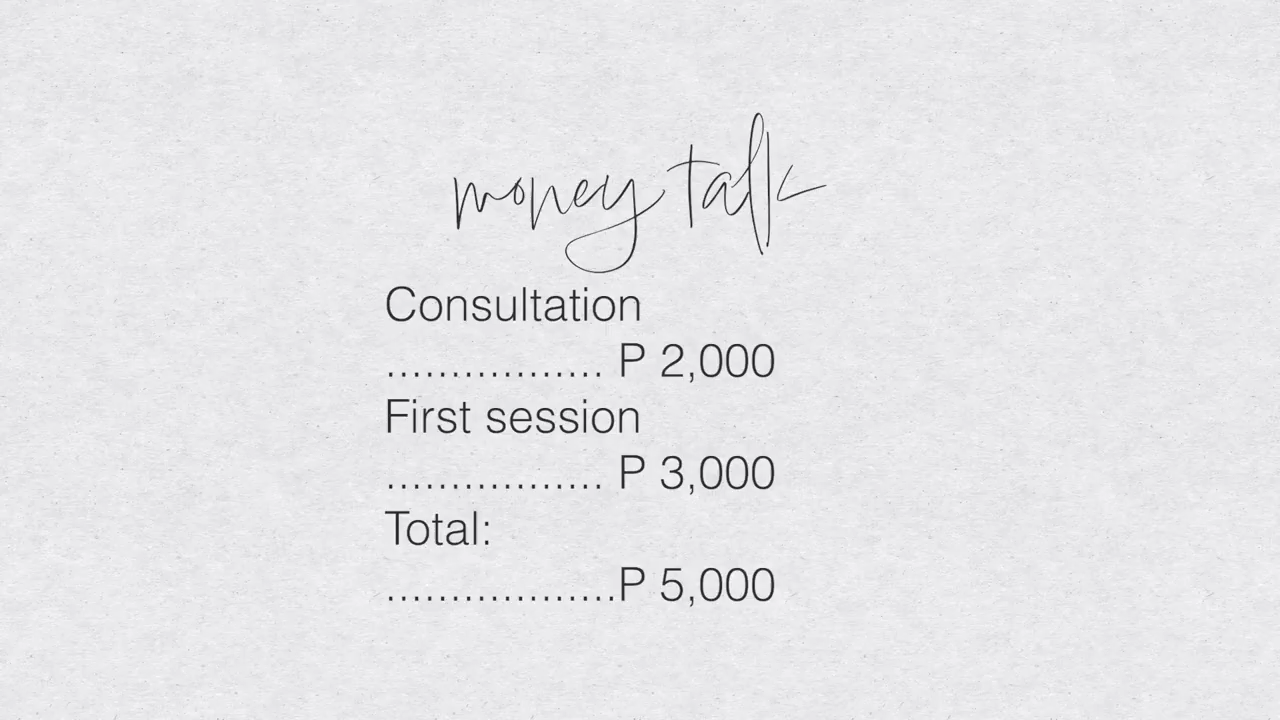 money talk
Consultation
................. P 2,000
First session
................. P 3,000
Total:
..................P 5,000